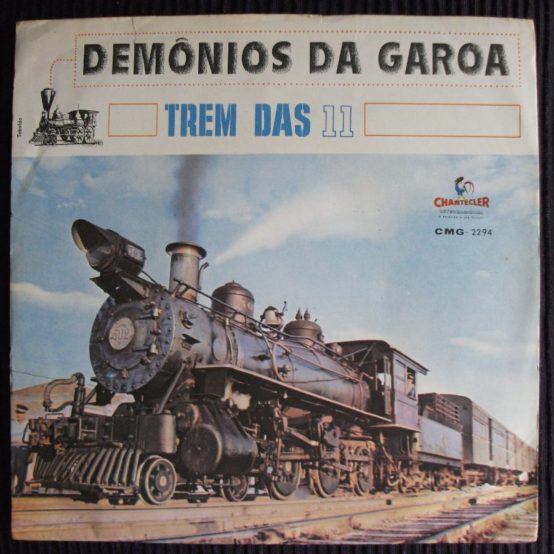 DEMÔNIOS DA GAROA
TREM DAS 11
CHANTECLER
CMG - 2294